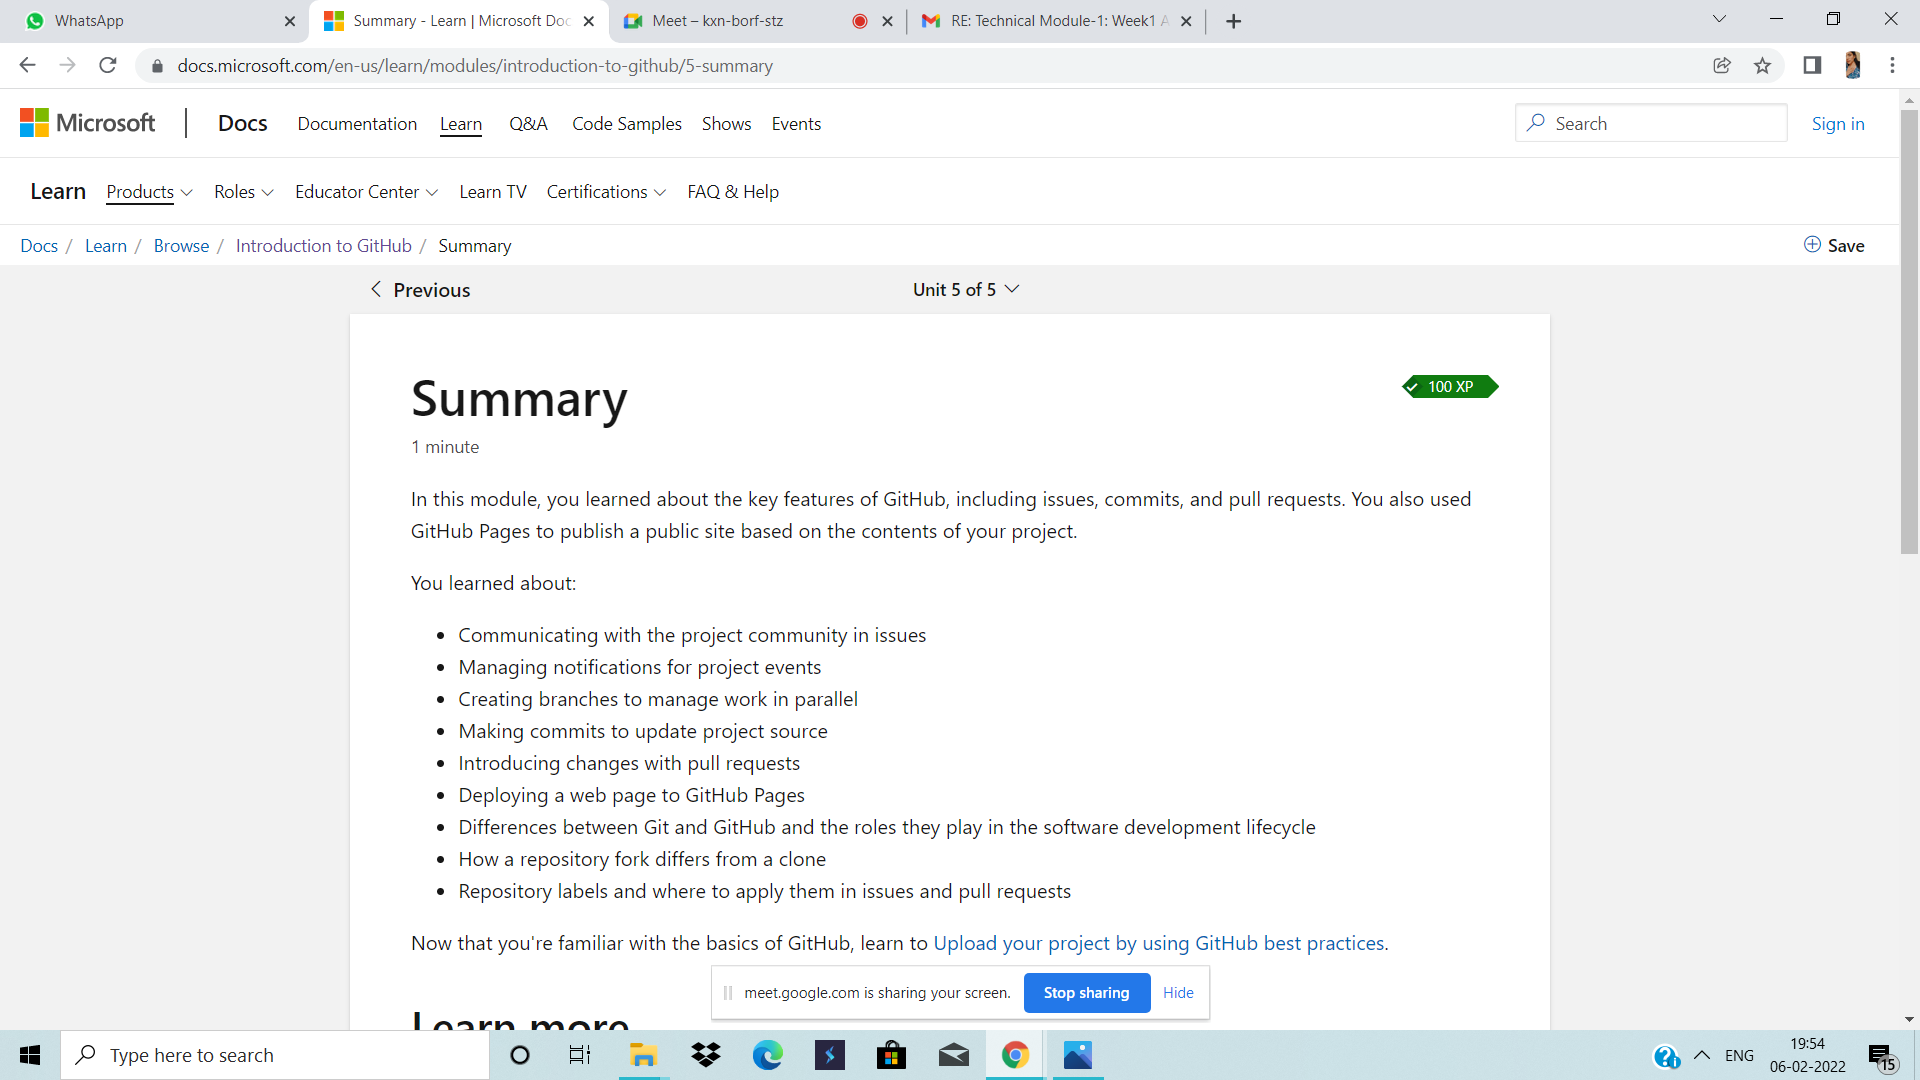 WhatsApp
Summary - Learn | Microsoft Doc
Meet – kxn-borf-stz
RE: Technical Module-1: Week1 A
docs.microsoft.com/en-us/learn/modules/introduction-to-github/5-summary
Microsoft
Docs
Documentation
Learn
Q&A
Code Samples
Shows
Events
Search
Sign in
Learn
Products
Roles
Educator Center
Learn TV
Certifications
FAQ & Help
Docs / Learn / Browse / Introduction to GitHub / Summary
Save
Previous
Unit 5 of 5
Summary
100 XP
1 minute
In this module, you learned about the key features of GitHub, including issues, commits, and pull requests. You also used
GitHub Pages to publish a public site based on the contents of your project.
You learned about:
• Communicating with the project community in issues
• Managing notifications for project events
• Creating branches to manage work in parallel
• Making commits to update project source
• Introducing changes with pull requests
• Deploying a web page to GitHub Pages
• Differences between Git and GitHub and the roles they play in the software development lifecycle
• How a repository fork differs from a clone
• Repository labels and where to apply them in issues and pull requests
Now that you're familiar with the basics of GitHub, learn to Upload your project by using GitHub best practices.
meet.google.com is sharing your screen.
Stop sharing
Hide
Learn more
Type here to search
ENG
19:54
06-02-2022
15